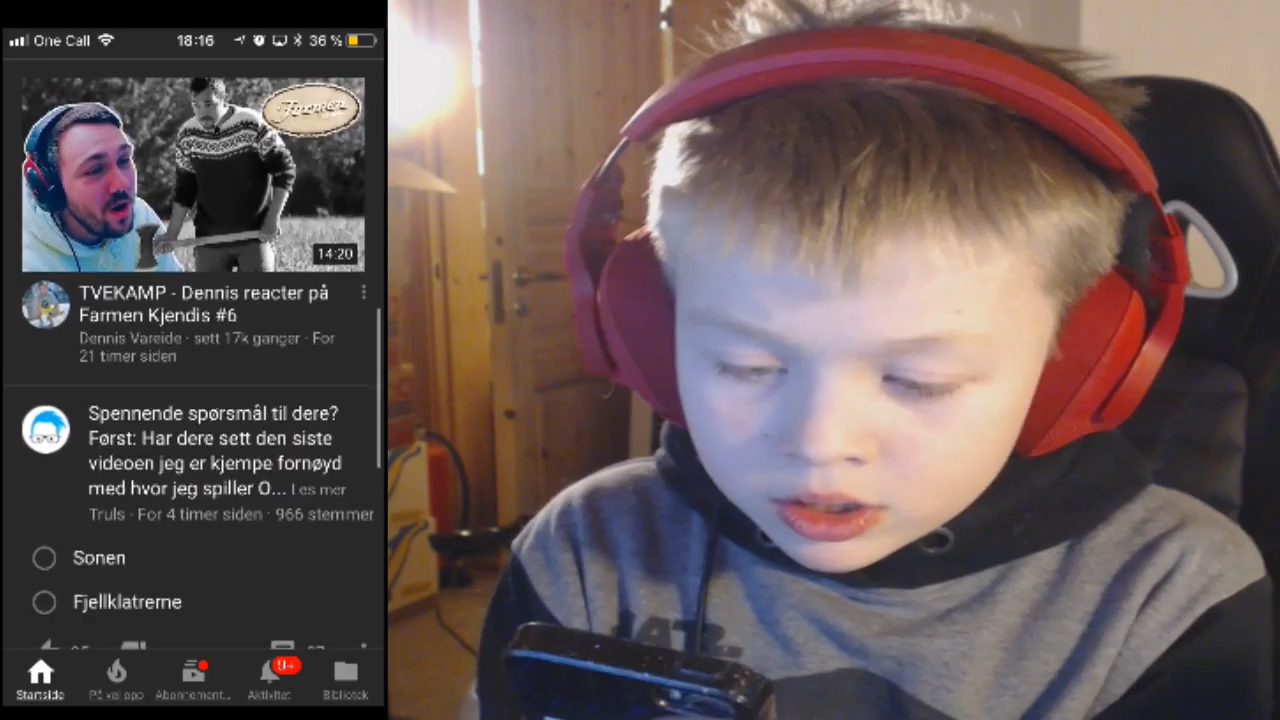 One Call
18:16
36 %
Farmen
14:20
TVEKAMP - Dennis reacter på
Farmen Kjendis #6
Dennis Vareide · sett 17k ganger · For
21 timer siden
Spennende spørsmål til dere?
Først: Har dere sett den siste
videoen jeg er kjempe fornøyd
med hvor jeg spiller O... Les mer
Truls · For 4 timer siden · 966 stemmer
Sonen
Fjellklatrerne
9+
Startside
På vei opp
Abonnement...
Aktivitet
Bibliotek